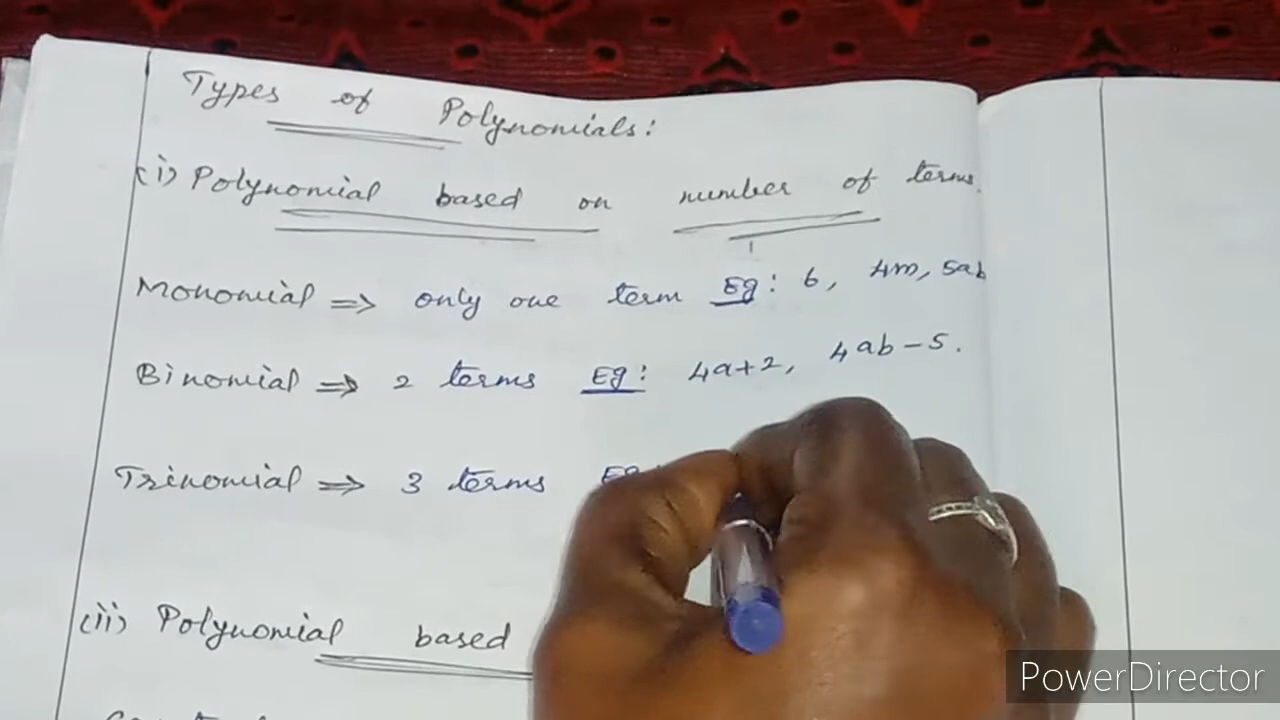 Types of Polynomials:
(i) Polynomial based on number of terms.
Monomial => only one term Eg: 6, 4m, 5ab
Binomial => 2 terms Eg: 4a+2, 4ab-5.
Trinomial => 3 terms Eg:
(ii) Polynomial based
PowerDirector